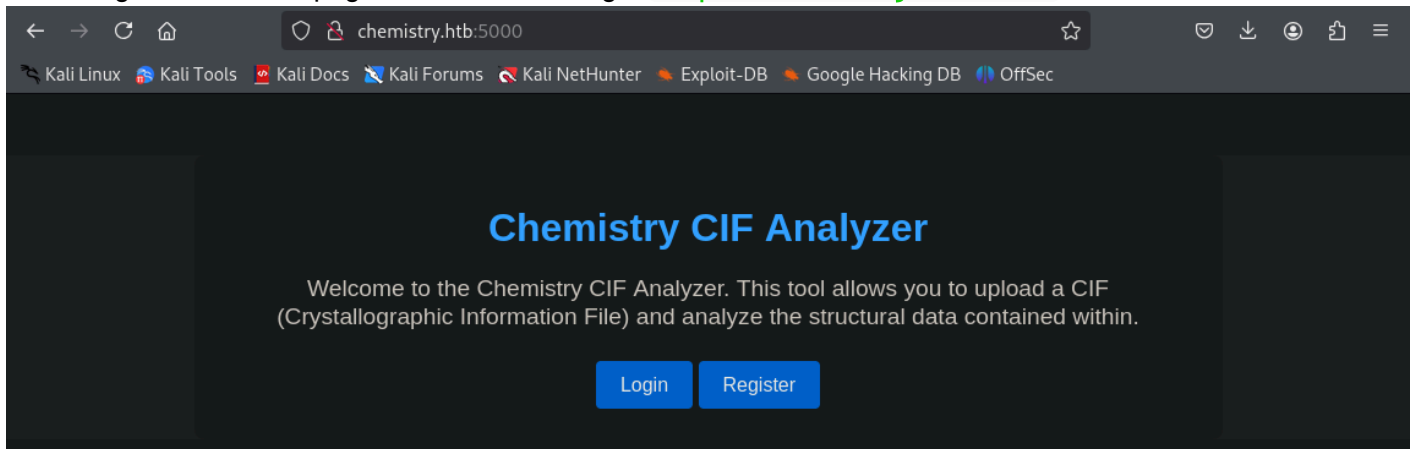 chemistry.htb:5000
Kali Linux Kali Tools Kali Docs Kali Forums Kali NetHunter Exploit-DB Google Hacking DB OffSec
Chemistry CIF Analyzer
Welcome to the Chemistry CIF Analyzer. This tool allows you to upload a CIF
(Crystallographic Information File) and analyze the structural data contained within.
Login Register